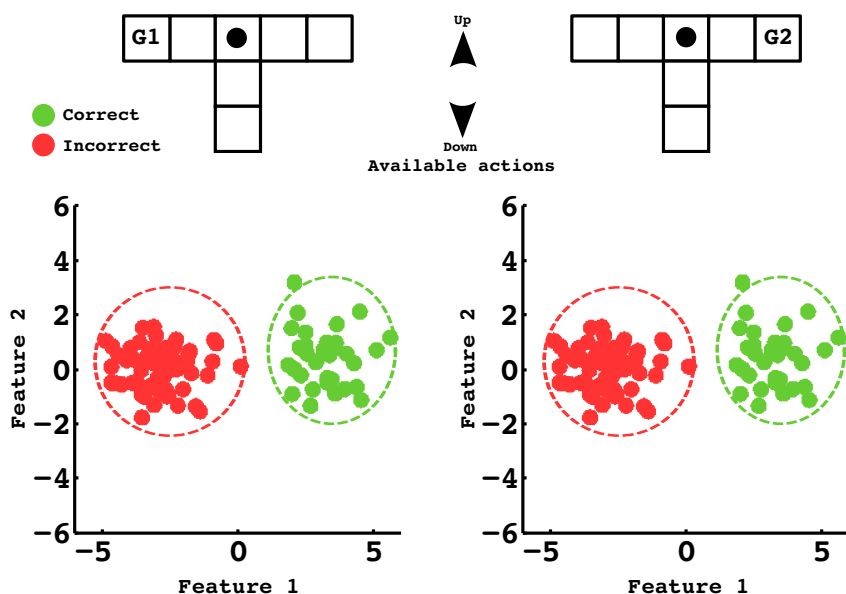 G1
Up
G2
Correct
Incorrect
Down
Available actions
6
4
2
0
−2
−4
−6
−5
0
5
Feature 2
Feature 1
6
4
2
0
−2
−4
−6
−5
0
5
Feature 2
Feature 1